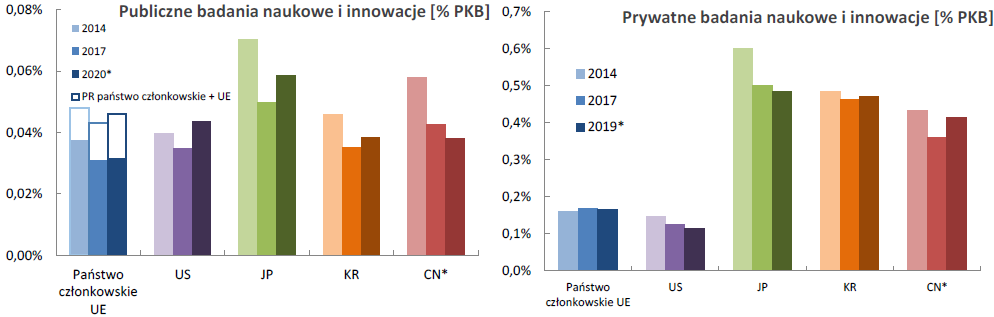 Publiczne badania naukowe i innowacje [% PKB]
0,08%
0,06%
0,04%
0,02%
0,00%
2014
2017
2020*
PR państwo członkowskie + UE
Państwo
członkowskie
UE
US
JP
KR
CN*
Prywatne badania naukowe i innowacje [% PKB]
0,7%
0,6%
0,5%
0,4%
0,3%
0,2%
0,1%
0,0%
2014
2017
2019*
Państwo
członkowskie UE
US
JP
KR
CN*